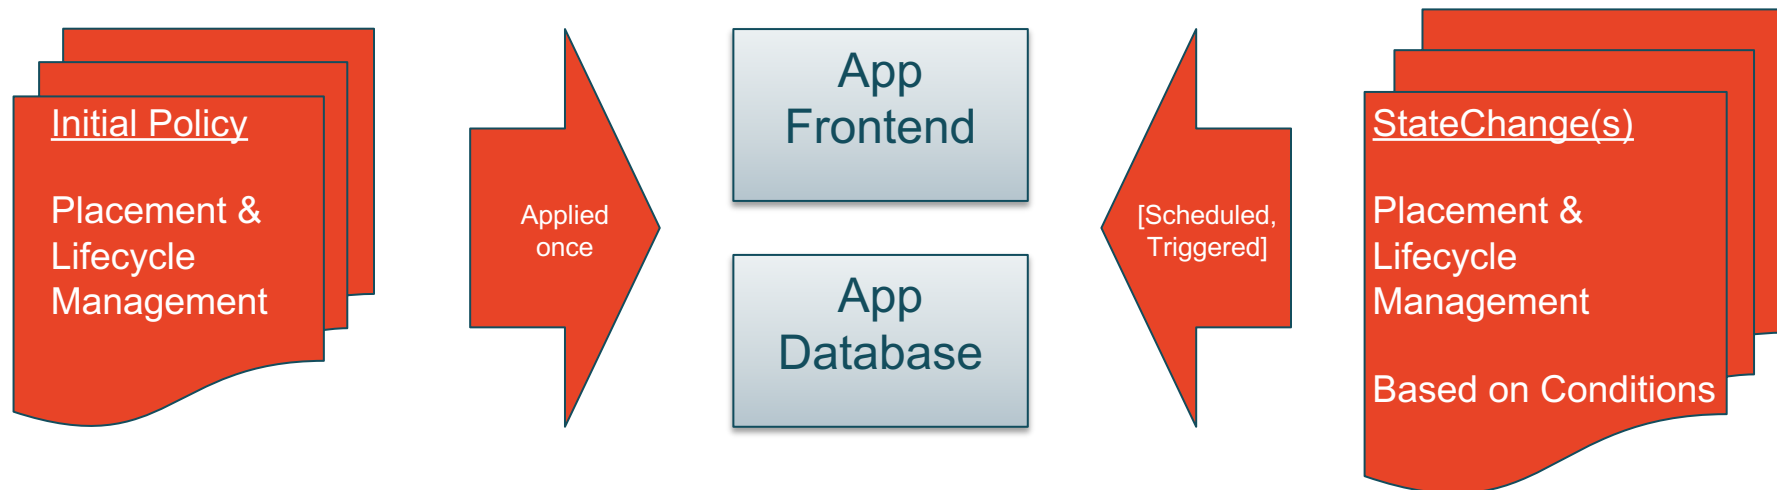 Initial Policy
Placement &
Lifecycle
Management
Applied
once
App
Frontend
App
Database
[Scheduled,
Triggered]
StateChange(s)
Placement &
Lifecycle
Management
Based on Conditions